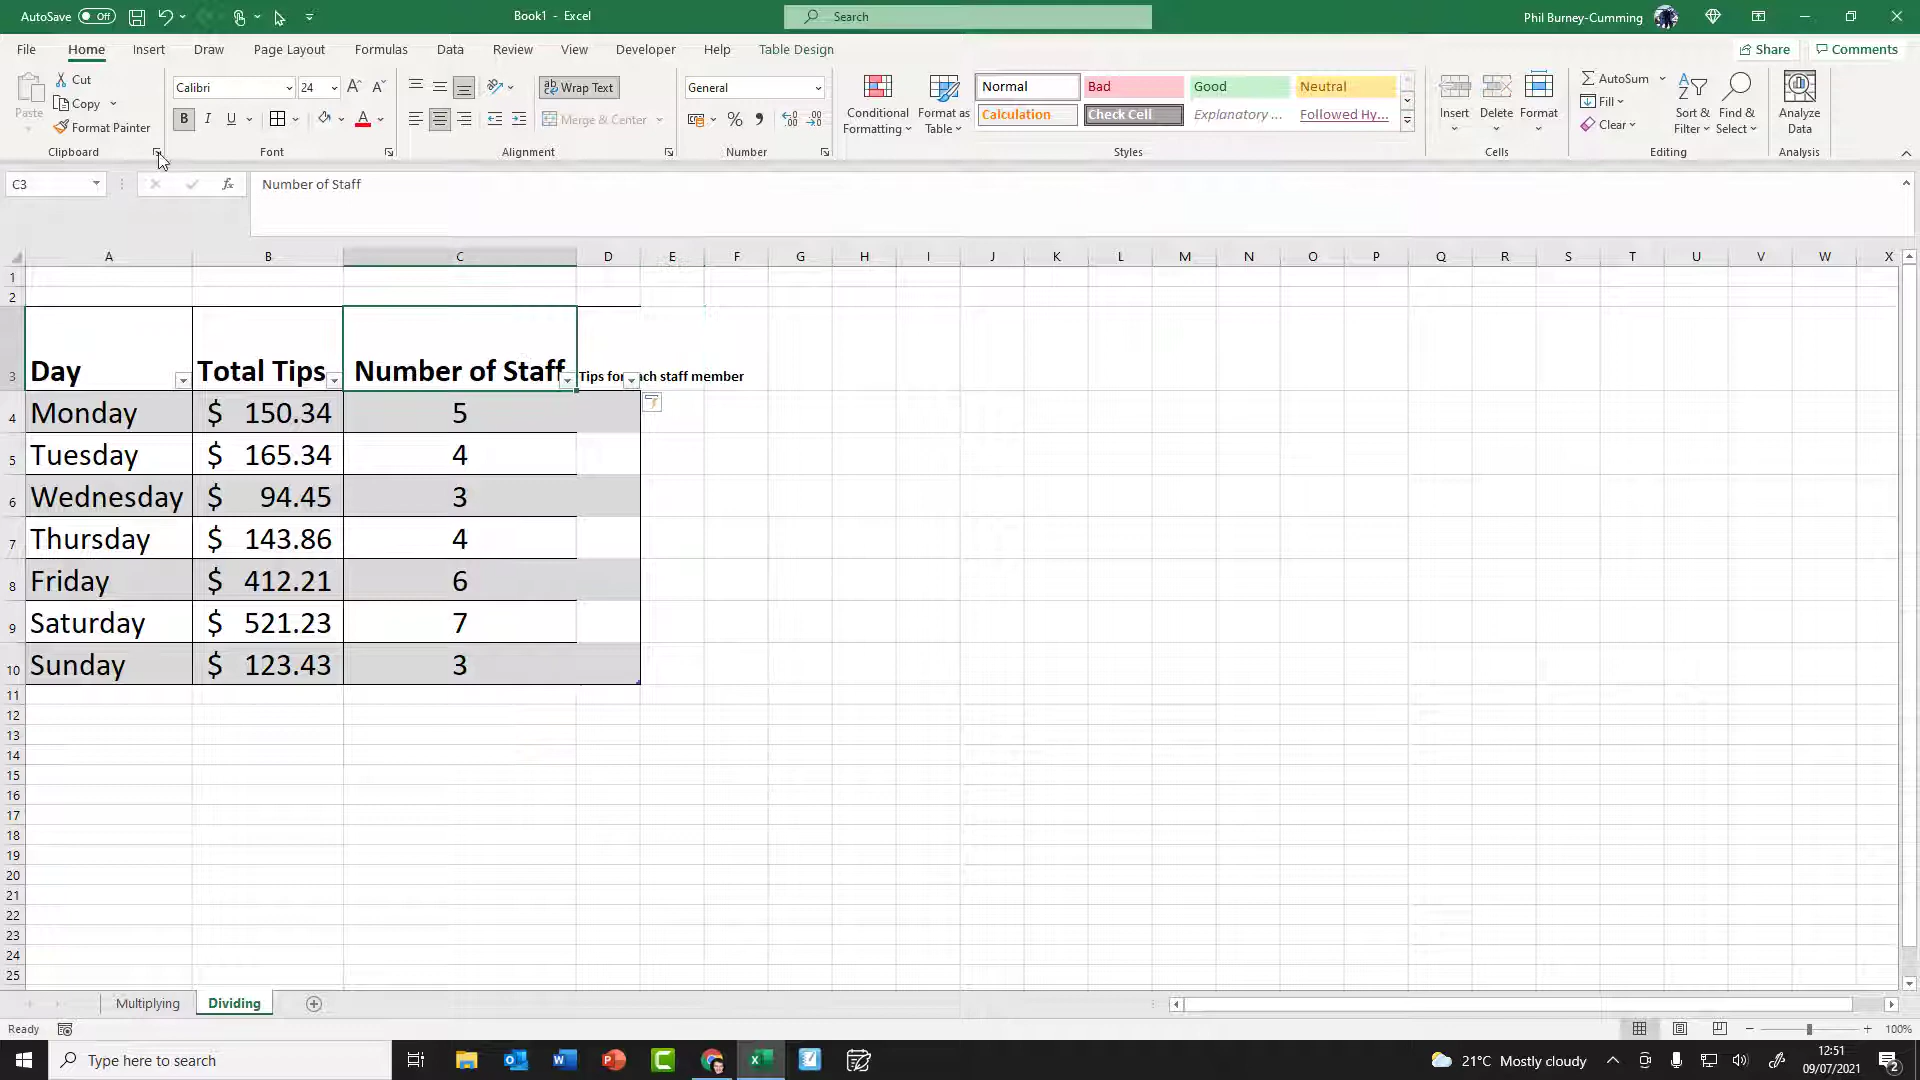 AutoSave Off Book1 - Excel Search Phil Burney-Cumming
File Home Insert Draw Page Layout Formulas Data Review View Developer Help Table Design Share Comments
Paste Cut Copy Format Painter Clipboard
Calibri 24 B I U A Font
Wrap Text Merge & Center Alignment
General % Number
Conditional Formatting Format as Table
Normal Bad Good Neutral
Calculation Check Cell Explanatory ... Followed Hy...
Styles
Insert Delete Format Cells
AutoSum Fill Clear Sort & Filter Find & Select Editing
Analyze Data Analysis
C3 fx Number of Staff
A B C D E F G H I J K L M N O P Q R S T U V W X
1
2
3 Day Total Tips Number of Staff Tips for ach staff member
4 Monday $ 150.34 5
5 Tuesday $ 165.34 4
6 Wednesday $ 94.45 3
7 Thursday $ 143.86 4
8 Friday $ 412.21 6
9 Saturday $ 521.23 7
10 Sunday $ 123.43 3
11
12
13
14
15
16
17
18
19
20
21
22
23
24
25
Multiplying Dividing
Ready 100%
Type here to search 21°C Mostly cloudy 12:51
09/07/2021 2